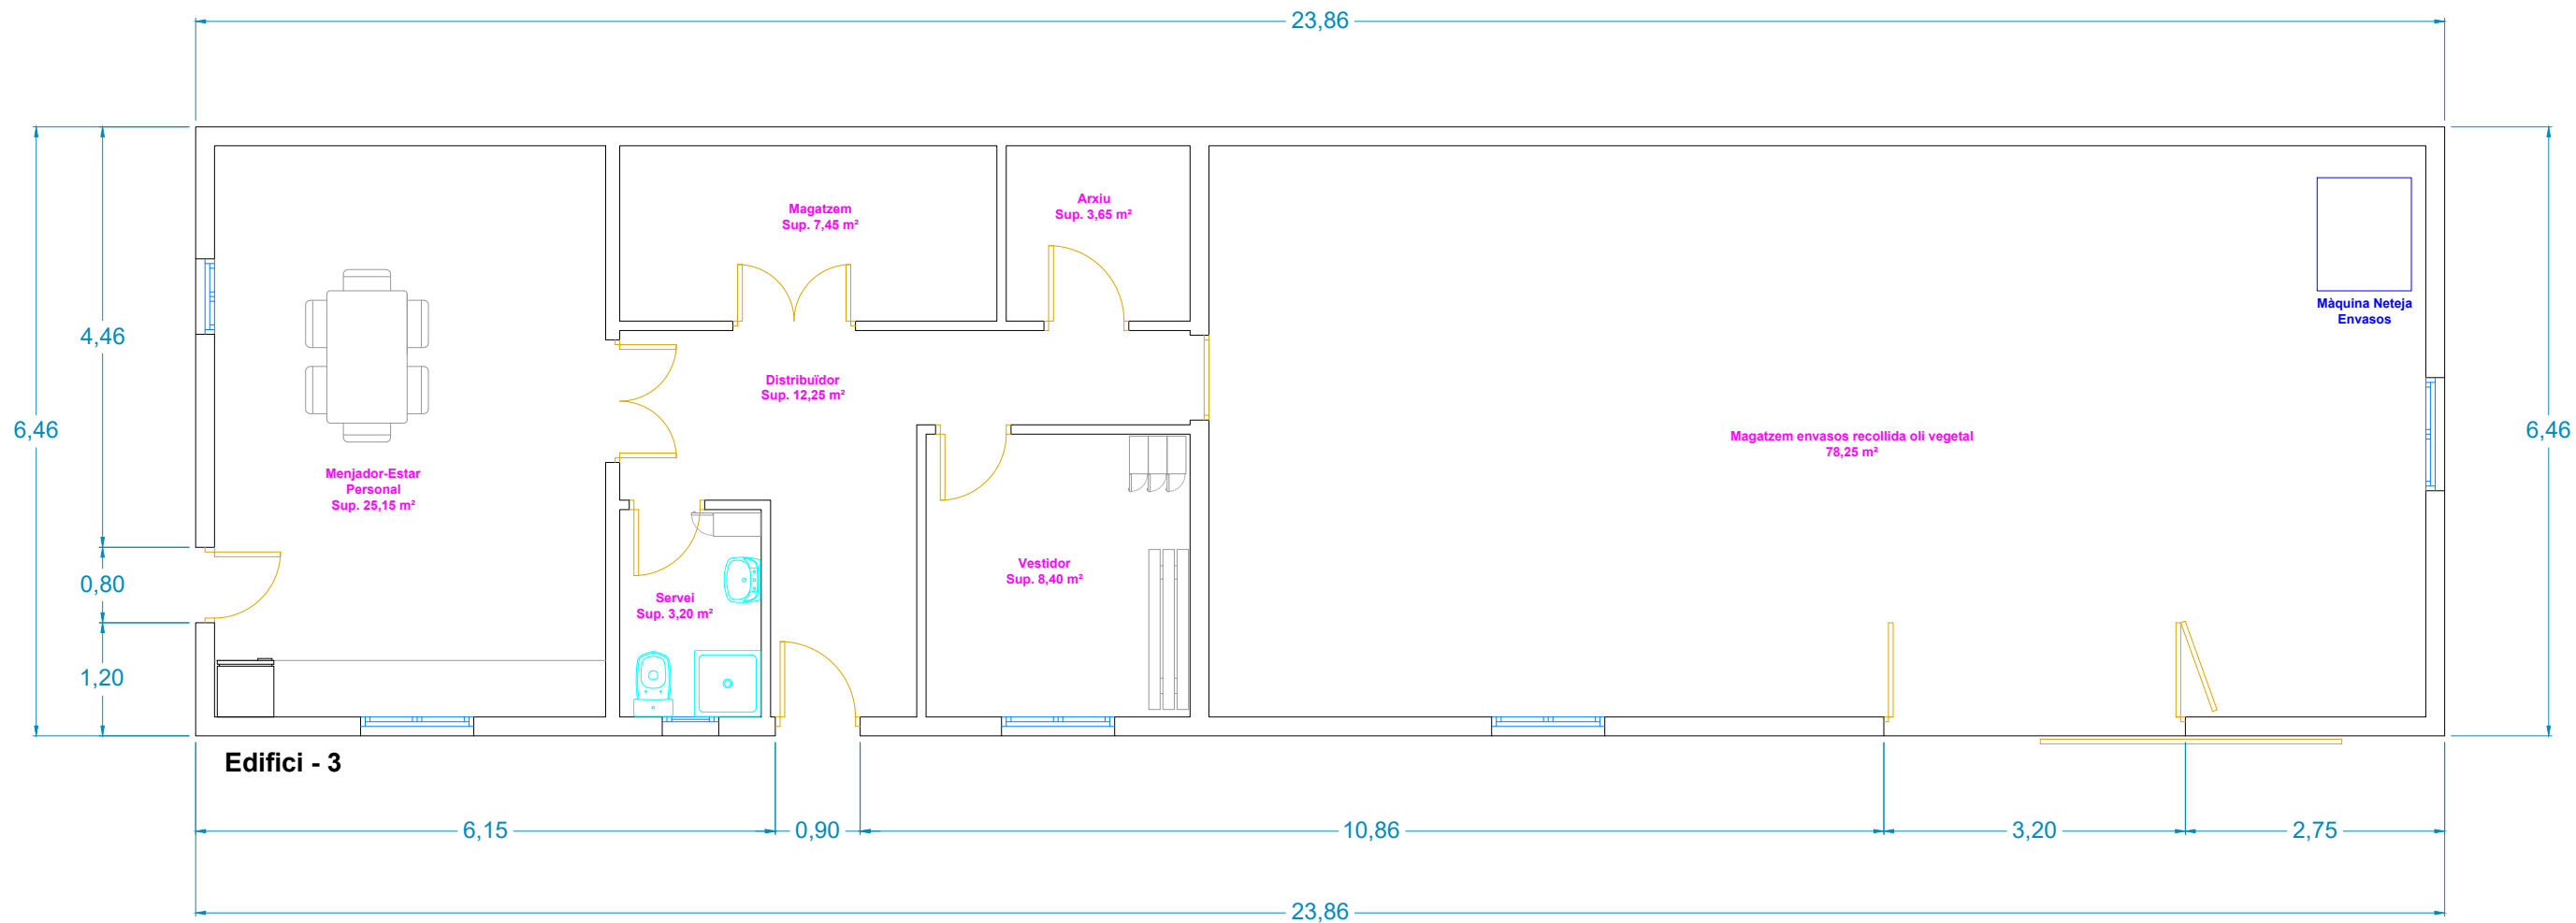 23,86
Magatzem
Sup. 7,45 m²
Arxiu
Sup. 3,65 m²
Màquina Neteja
Envasos
4,46
6,46
6,46
Distribuïdor
Sup. 12,25 m²
Magatzem envasos recollida oli vegetal
78,25 m²
Menjador-Estar
Personal
Sup. 25,15 m²
0,80
Vestidor
Sup. 8,40 m²
Servei
Sup. 3,20 m²
1,20
Edifici - 3
6,15
0,90
10,86
3,20
2,75
23,86